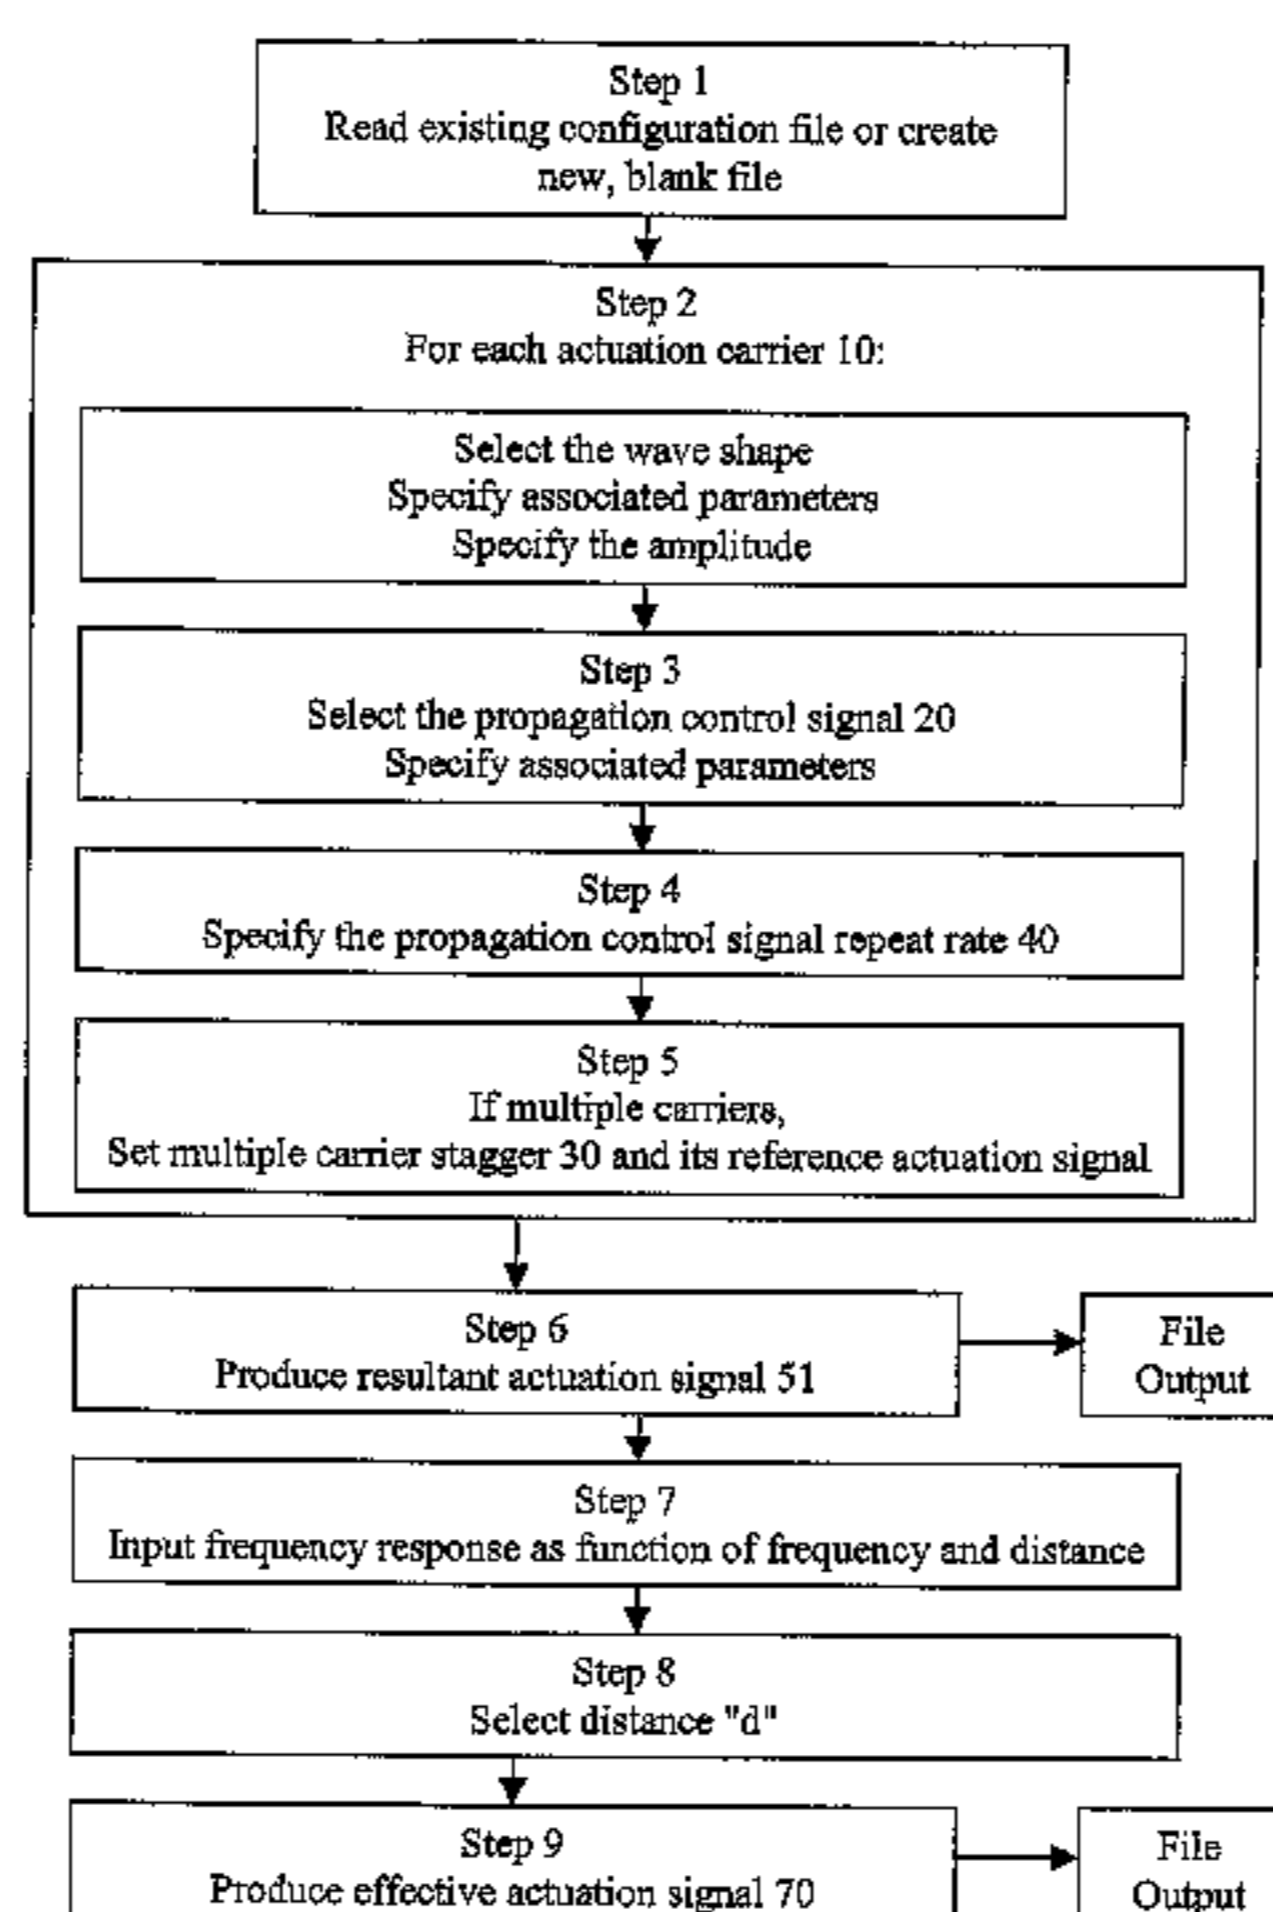 Step 1
Read existing configuration file or create
new, blank file
Step 2
For each actuation carrier 10:
Select the wave shape
Specify associated parameters
Specify the amplitude
Step 3
Select the propagation control signal 20
Specify associated parameters
Step 4
Specify the propagation control signal repeat rate 40
Step 5
If multiple carriers,
Set multiple carrier stagger 30 and its reference actuation signal
Step 6
Produce resultant actuation signal 51
File
Output
Step 7
Input frequency response as function of frequency and distance
Step 8
Select distance "d"
Step 9
Produce effective actuation signal 70
File
Output